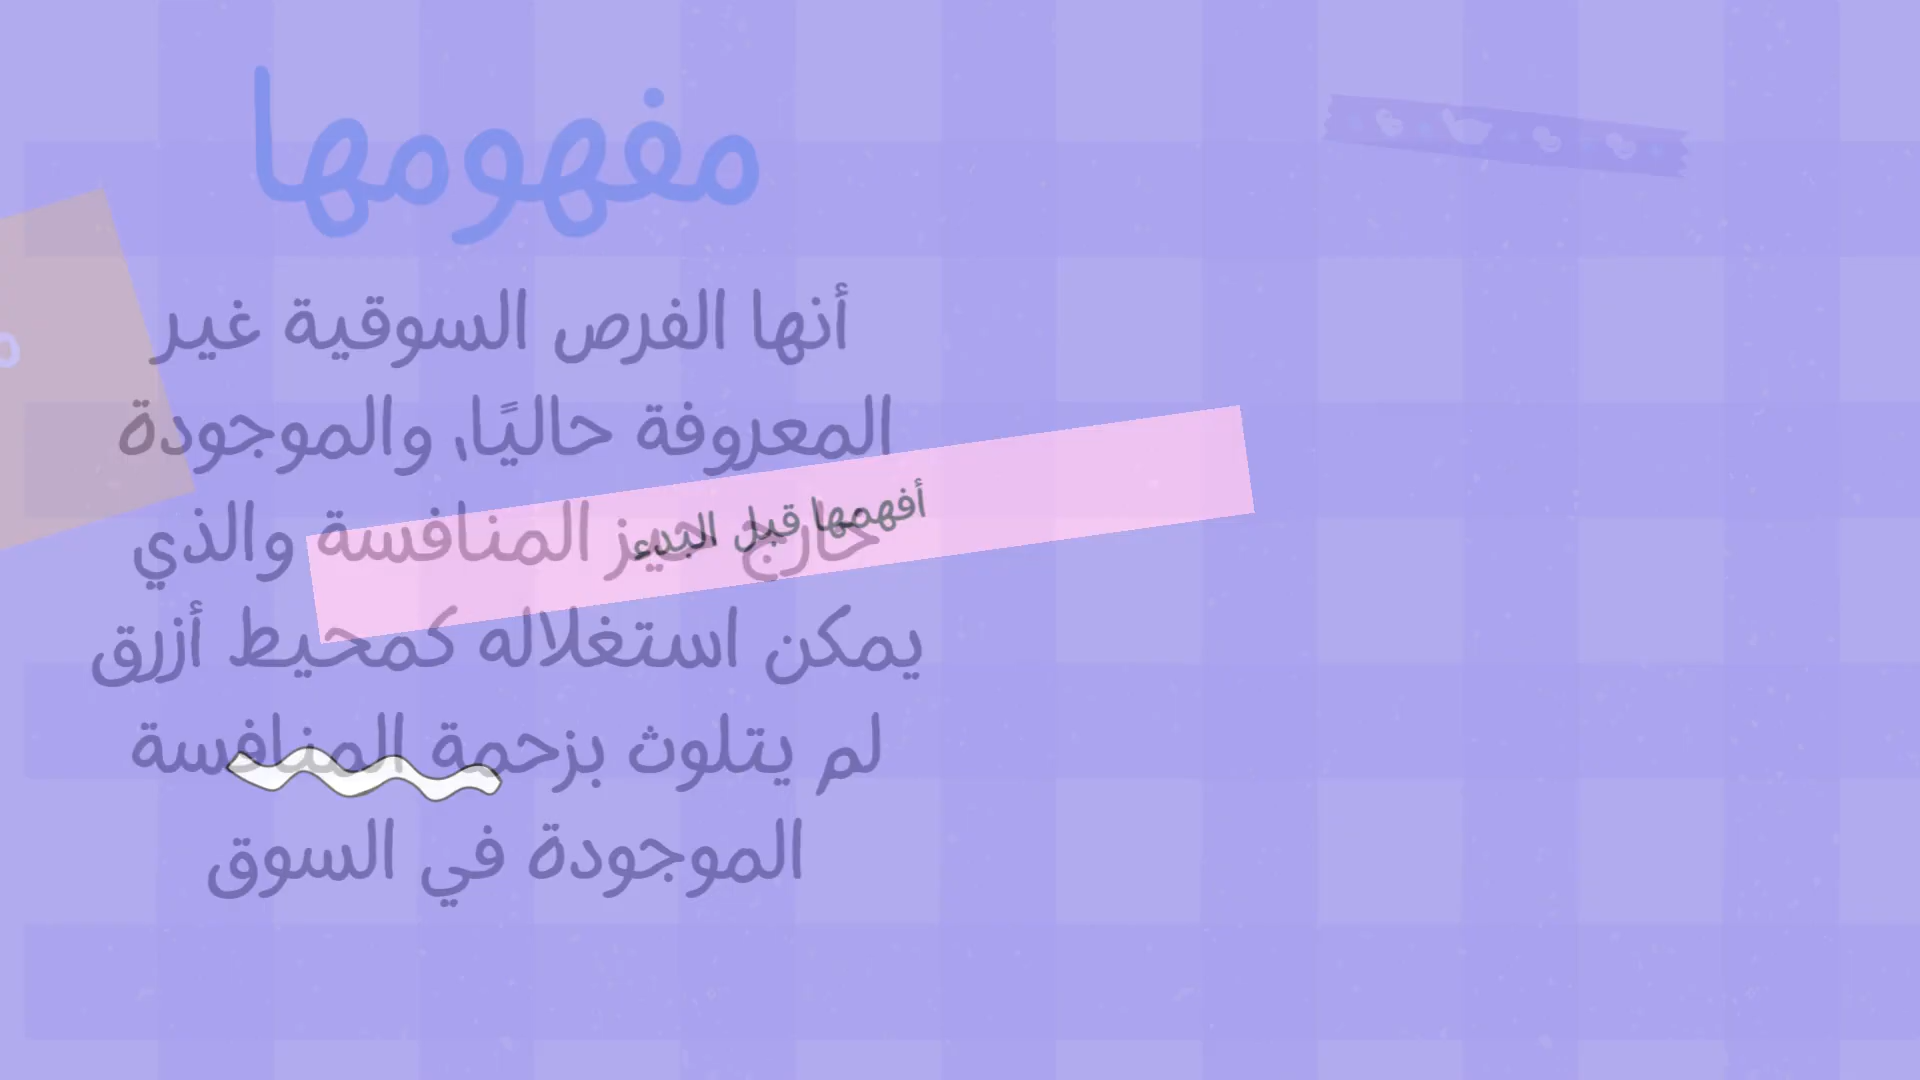 مفهومها
أنها الفرص السوقية غير
المعروفة حاليًا، والموجودة
خارج حيز المنافسة والذي
أفهمها قبل البدء
يمكن استغلاله كمحيط أزرق
لم يتلوث بزحمة المنافسة
الموجودة في السوق